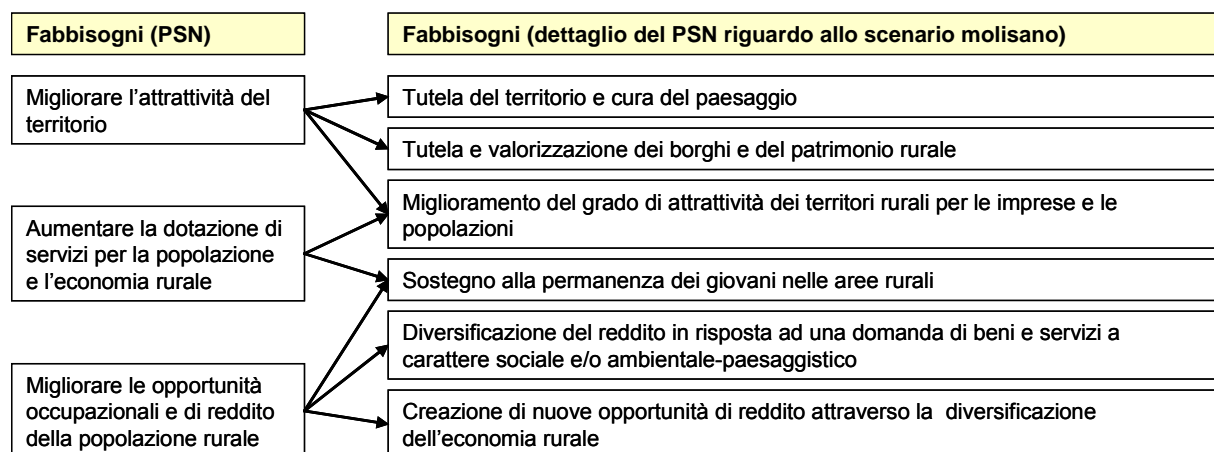 Fabbisogni (PSN)
Fabbisogni (dettaglio del PSN riguardo allo scenario molisano)
Migliorare l'attrattività del
territorio
Tutela del territorio e cura del paesaggio
Tutela e valorizzazione dei borghi e del patrimonio rurale
Miglioramento del grado di attrattività dei territori rurali per le imprese e le
popolazioni
Aumentare la dotazione di
servizi per la popolazione
e l'economia rurale
Sostegno alla permanenza dei giovani nelle aree rurali
Diversificazione del reddito in risposta ad una domanda di beni e servizi a
carattere sociale e/o ambientale-paesaggistico
Migliorare le opportunità
occupazionali e di reddito
della popolazione rurale
Creazione di nuove opportunità di reddito attraverso la  diversificazione
dell'economia rurale